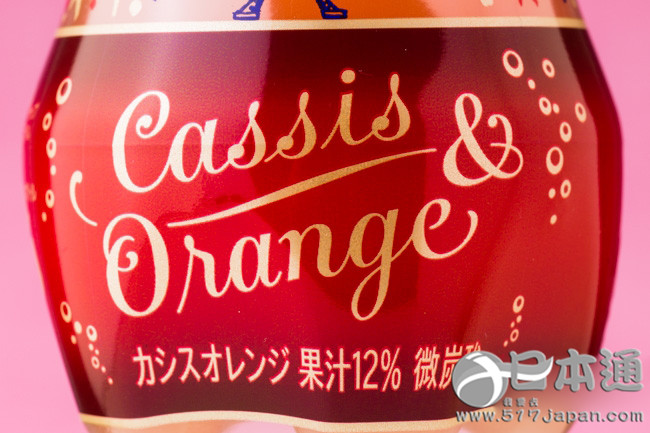 Cassis &
Orange
カシスオレンジ 果汁12% 微炭酸
日本通
www.517japan.com